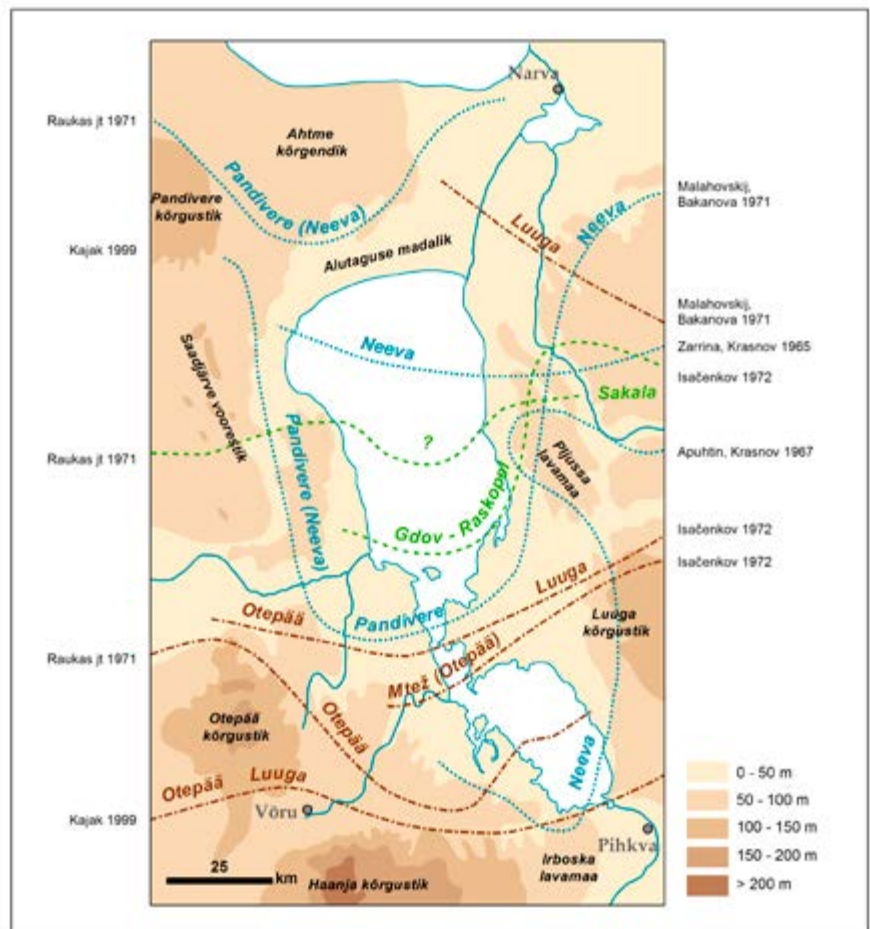 Narva
Raukas jt 1971
Ahtme
kõrgendik
Pandivere (Neeva)
Pandivere
kõrgustik
Neeva
Malahovskij,
Bakanova 1971
Luuga
Kajak 1999
Alutaguse madalik
Malahovskij,
Bakanova 1971
Neeva
Zarrina, Krasnov 1965
Isačenkov 1972
Saadjärve voorestik
Sakala
Pandivere (Neeva)
?
Raukas jt 1971
Pijussa
lavamaa
Apuhtin, Krasnov 1967
Gdov - Raskopel
Isačenkov 1972
Isačenkov 1972
Luuga
Otepää
Pandivere
Luuga
kõrgustik
Raukas jt 1971
Mtež (Otepää)
Otepää
kõrgustik
Otepää
Neeva
Otepää
Luuga
Kajak 1999
Võru
Pihkva
25
km
Haanja kõrgustik
Irboska
lavamaa
0 - 50 m
50 - 100 m
100 - 150 m
150 - 200 m
> 200 m